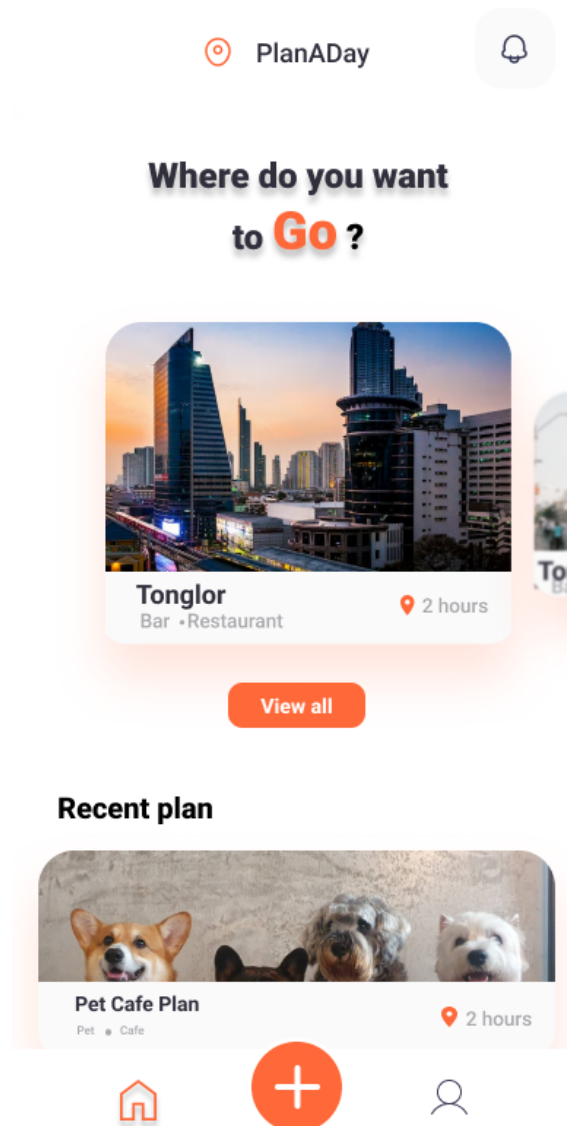 PlanADay
Where do you want
to Go ?
Tonglor
Bar •Restaurant
2 hours
View all
Recent plan
Pet Cafe Plan
Pet • Cafe
2 hours